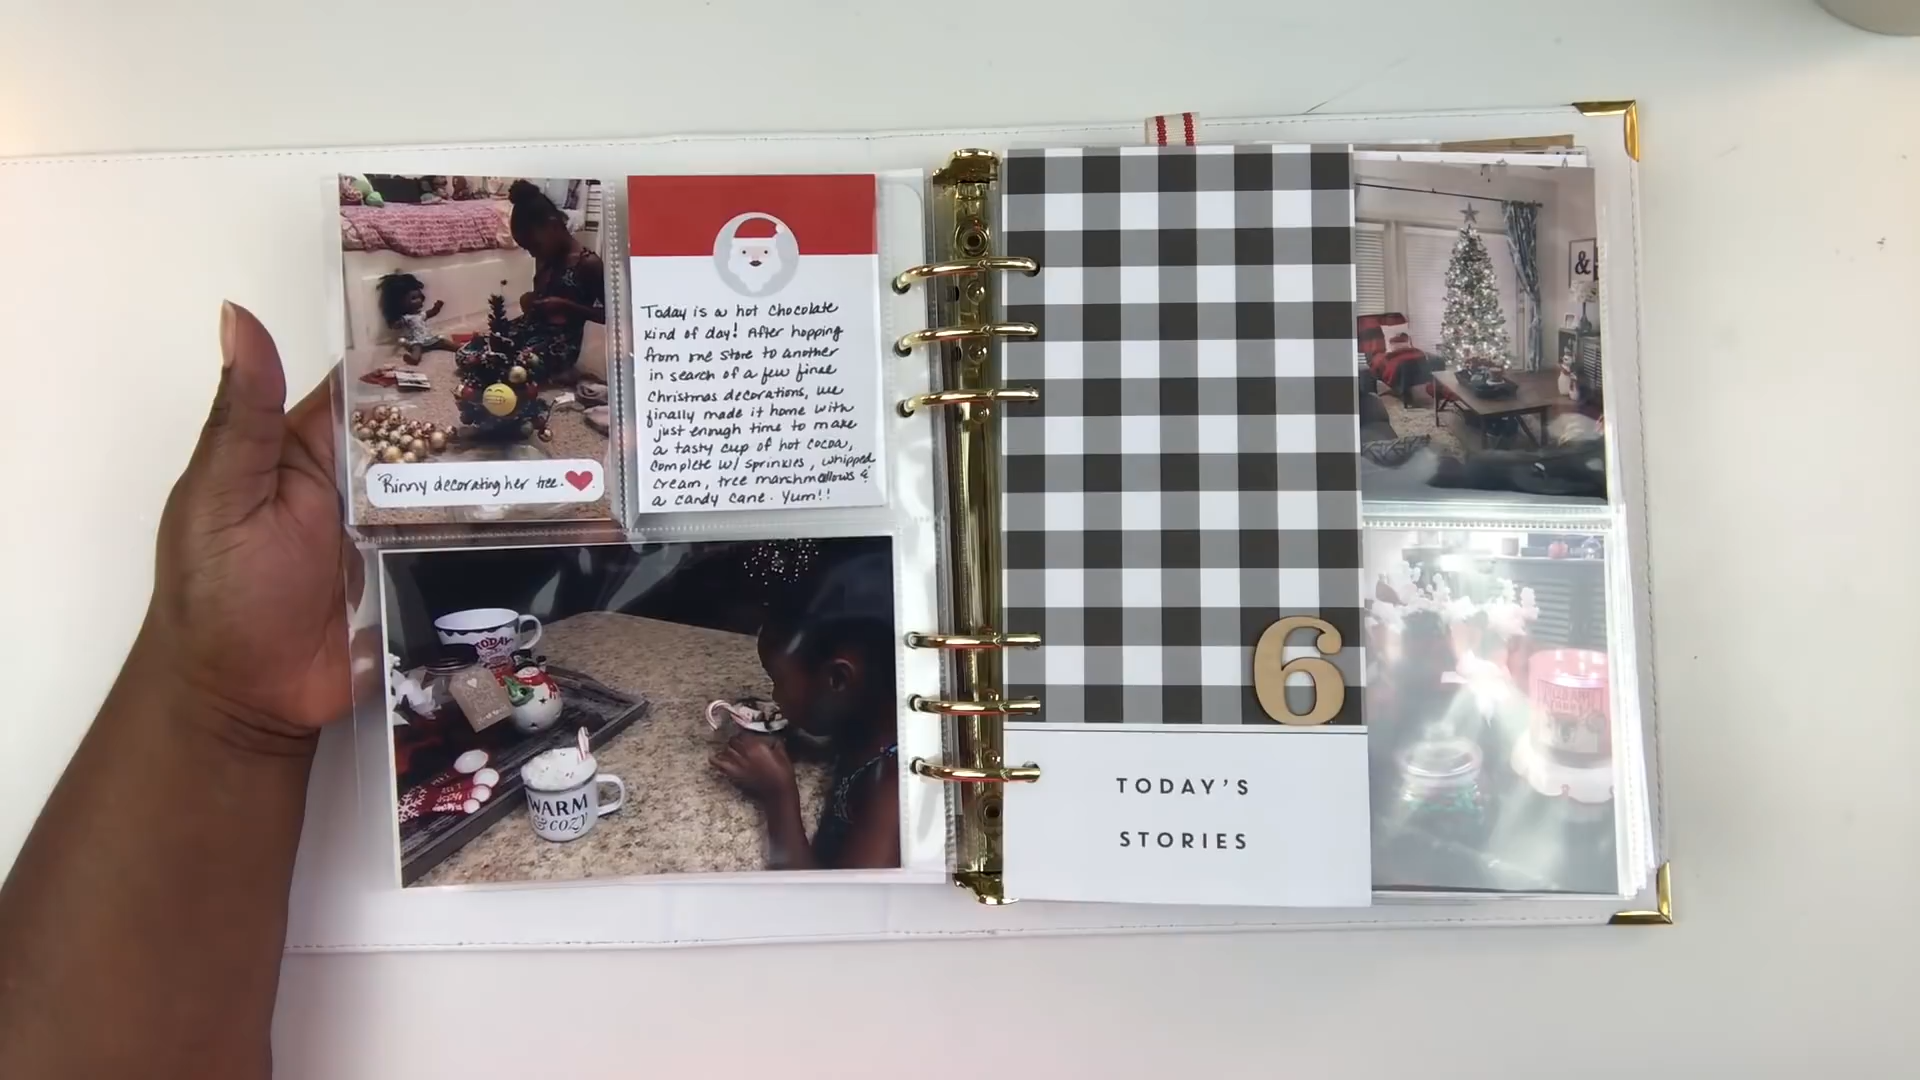 Rinny decorating her tree.
Today is a hot chocolate
kind of day! After hopping
from one store to another
in search of a few final
Christmas decorations, we
finally made it home with
just enough time to make
a tasty cup of hot cocoa,
complete w/ sprinkles, whipped
cream, tree marshmallows &
a candy cane. Yum!!
TODAY
WARM
& COZY
&
6
TODAY'S
STORIES